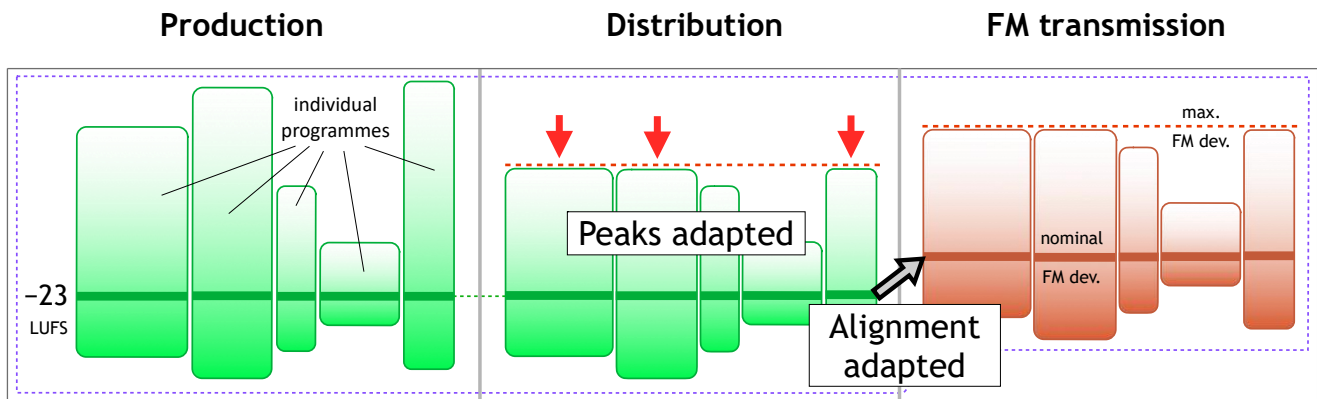 Production
Distribution
FM transmission
individual
programmes
max.
FM dev.
Peaks adapted
nominal
FM dev.
–23
LUFS
Alignment
adapted